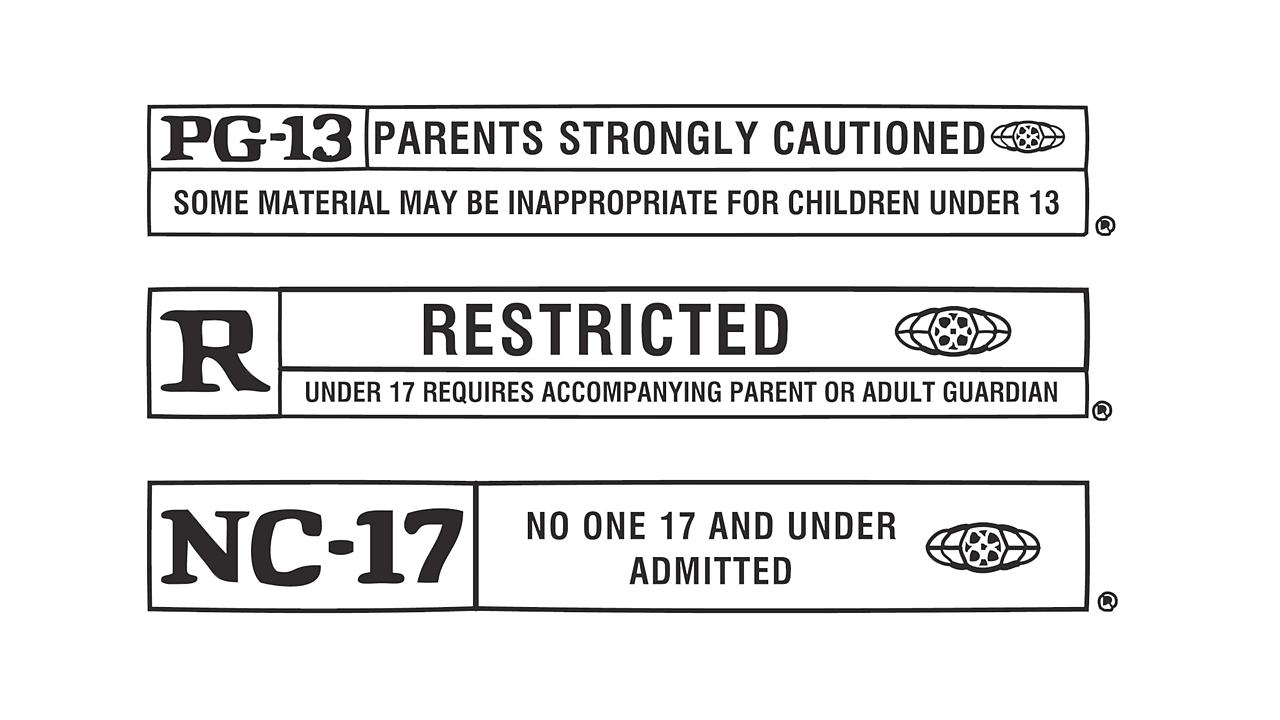 PG-13 PARENTS STRONGLY CAUTIONED
SOME MATERIAL MAY BE INAPPROPRIATE FOR CHILDREN UNDER 13
®
R
RESTRICTED
UNDER 17 REQUIRES ACCOMPANYING PARENT OR ADULT GUARDIAN
®
NC-17
NO ONE 17 AND UNDER
ADMITTED
®